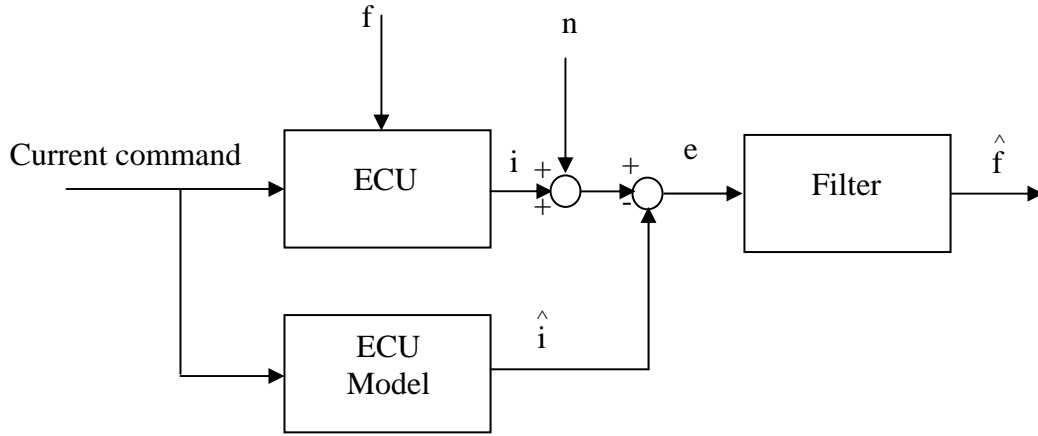 f
n
Current command
ECU
i
+
+
+
-
e
Filter
f̂
ECU
Model
î